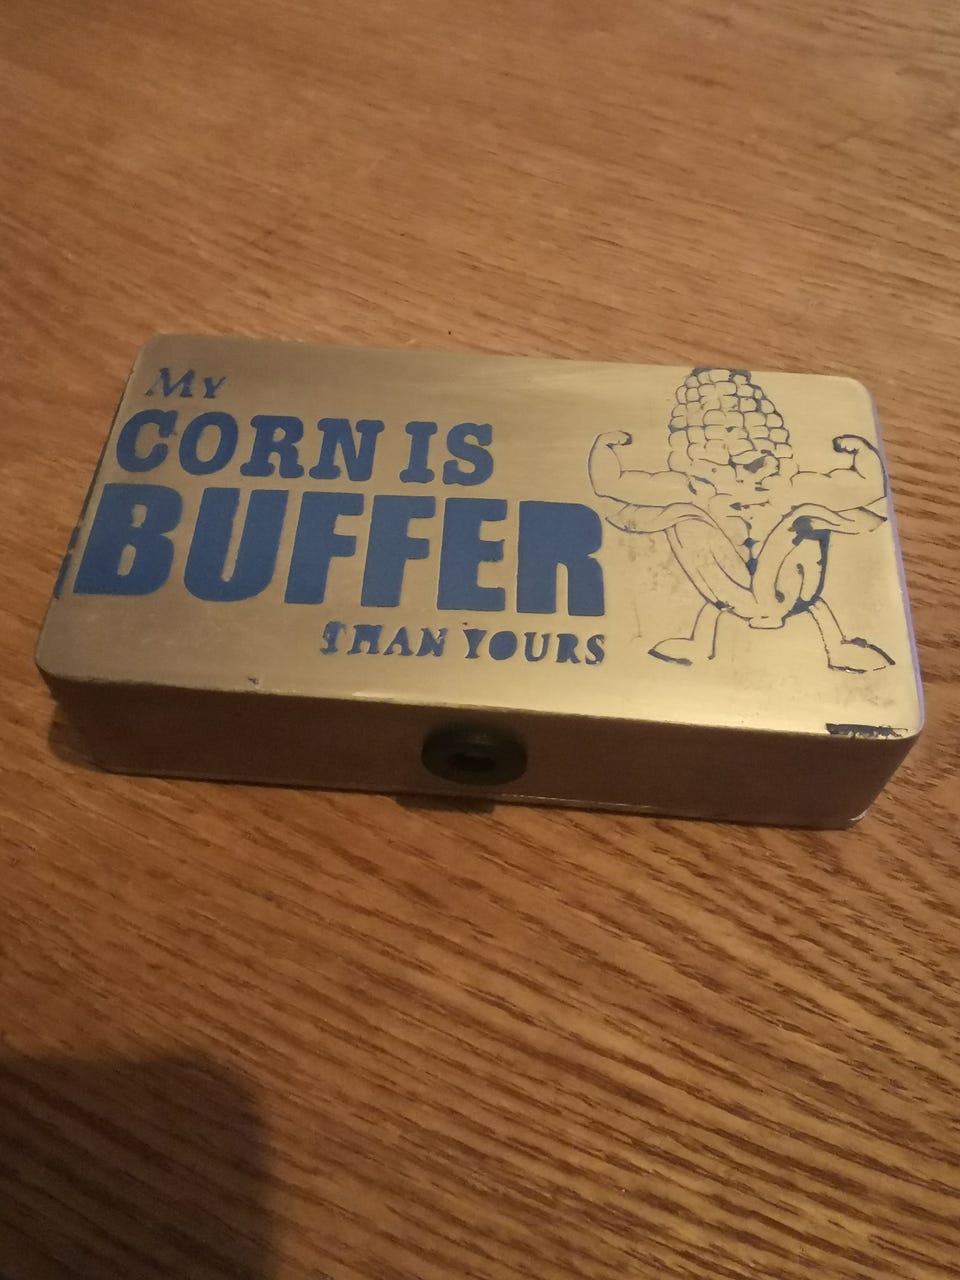 My
CORN IS
BUFFER
THAN YOURS